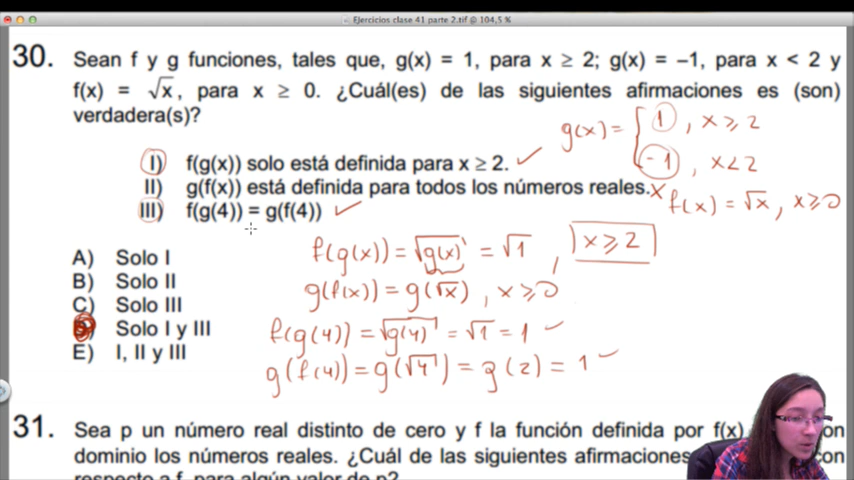 Ejercicios clase 41 parte 2.tif @ 104,5 %
30. Sean f y g funciones, tales que, g(x) = 1, para x ≥ 2; g(x) = –1, para x < 2 y
f(x) = √x, para x ≥ 0. ¿Cuál(es) de las siguientes afirmaciones es (son)
verdadera(s)?
g(x) = { 1 , x ≥ 2
-1 , x < 2
I) f(g(x)) solo está definida para x ≥ 2. ✓
II) g(f(x)) está definida para todos los números reales. x
f(x) = √x , x ≥ 0
III) f(g(4)) = g(f(4)) ✓
f(g(x)) = √g(x) = √1 , x ≥ 2
g(f(x)) = g(√x) , x ≥ 0
f(g(4)) = √g(4) = √1 = 1 ✓
g(f(4)) = g(√4) = g(2) = 1 ✓
A) Solo I
B) Solo II
C) Solo III
D) Solo I y III
E) I, II y III
31. Sea p un número real distinto de cero y f la función definida por f(x) on
dominio los números reales. ¿Cuál de las siguientes afirmaciones con
respecto a f, para algún valor de p?